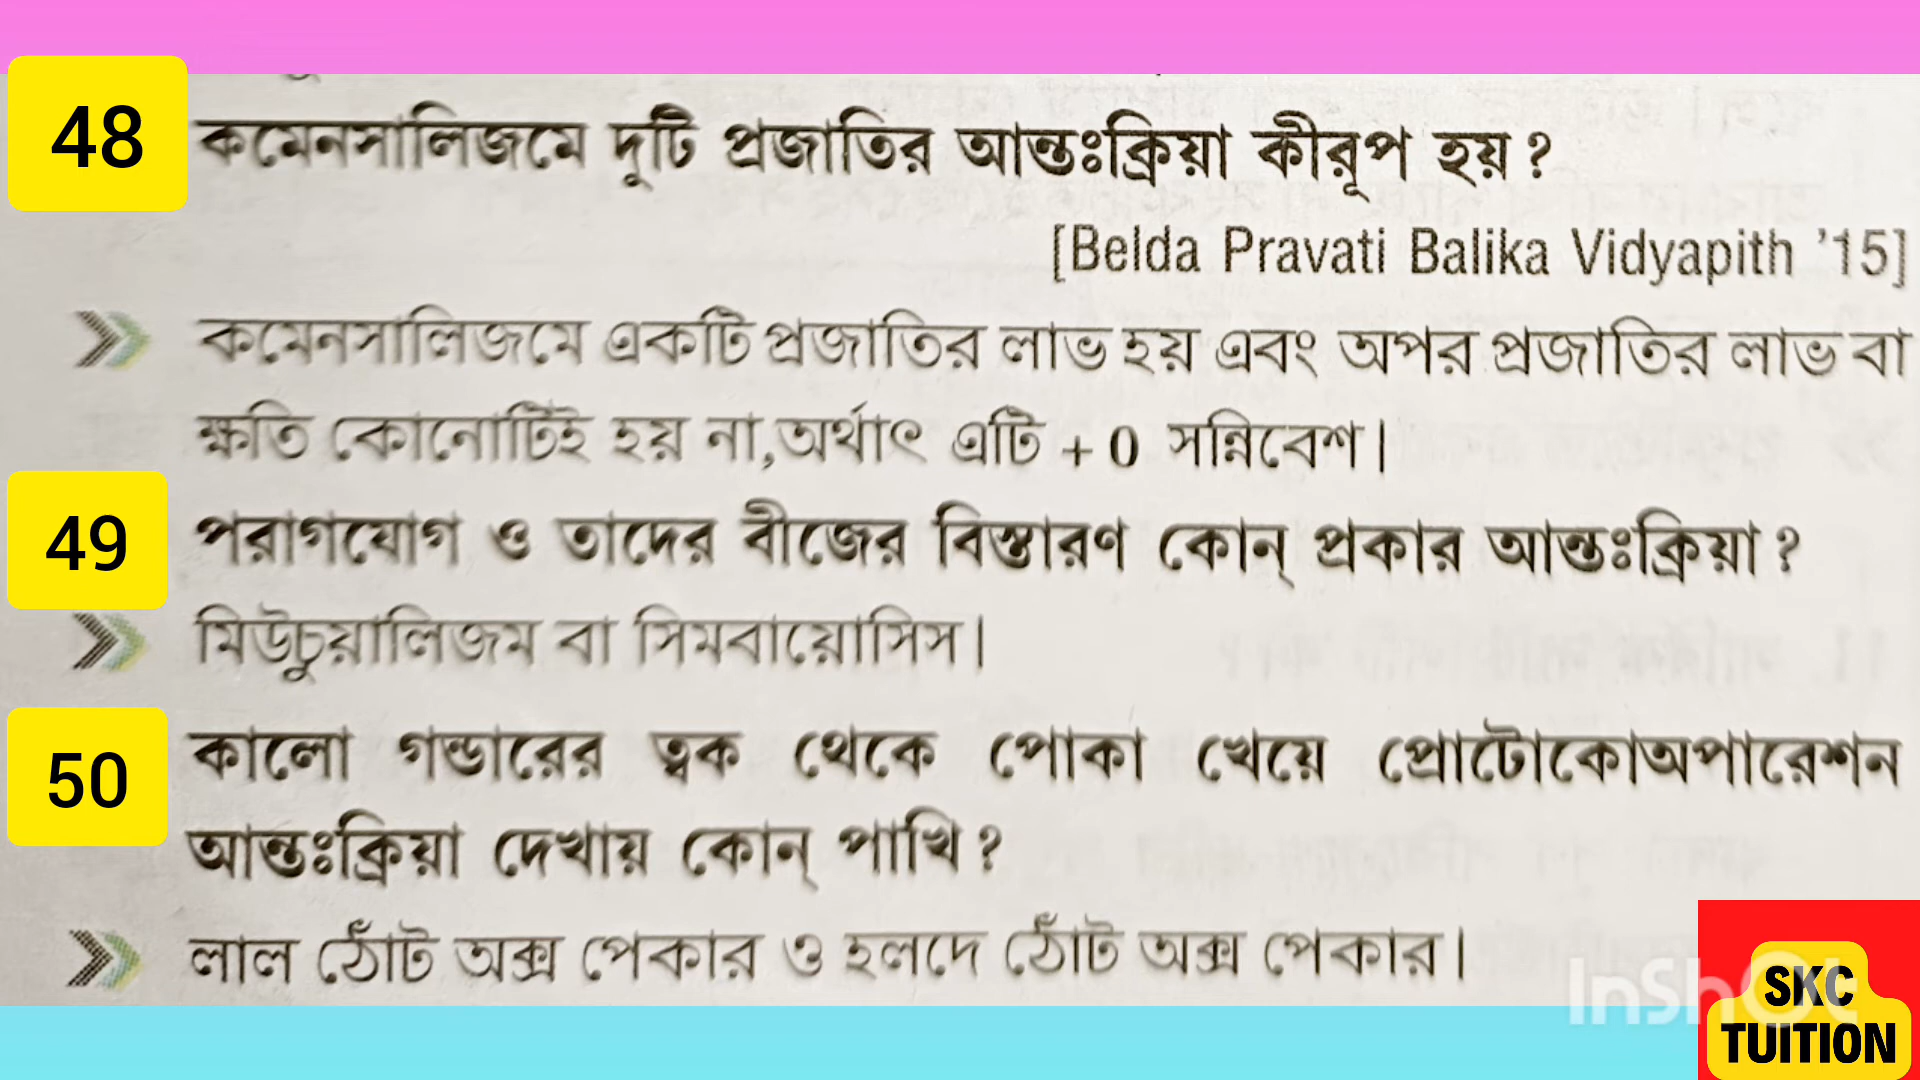 48 কমেনসালিজমে দুটি প্রজাতির আন্তঃক্রিয়া কীরূপ হয়?
[Belda Pravati Balika Vidyapith ’15]
কমেনসালিজমে একটি প্রজাতির লাভ হয় এবং অপর প্রজাতির লাভ বা
ক্ষতি কোনোটিই হয় না,অর্থাৎ এটি + 0 সন্নিবেশ।
49 পরাগযোগ ও তাদের বীজের বিস্তারণ কোন্ প্রকার আন্তঃক্রিয়া?
মিউচুয়ালিজম বা সিমবায়োসিস।
50 কালো গন্ডারের ত্বক থেকে পোকা খেয়ে প্রোটোকোঅপারেশন
আন্তঃক্রিয়া দেখায় কোন্ পাখি?
লাল ঠোঁট অক্স পেকার ও হলদে ঠোঁট অক্স পেকার।
InShot
SKC
TUITION